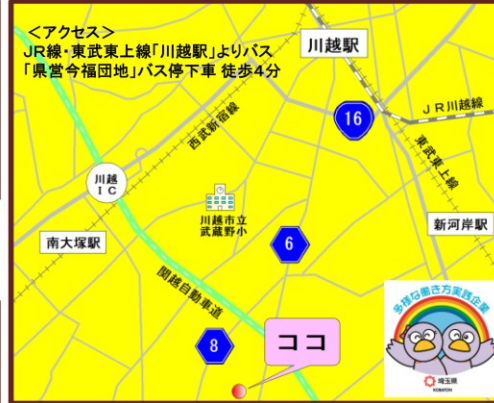 ＜アクセス＞
JR線・東武東上線「川越駅」よりバス
「県営今福団地」バス停下車 徒歩4分
川越駅
16
JR川越線
西武新宿線
東武東上線
川越
IC
川越市立
武蔵野小
新河岸駅
南大塚駅
6
関越自動車道
多様な働き方実践企業
8
ココ
埼玉県
KOBATON